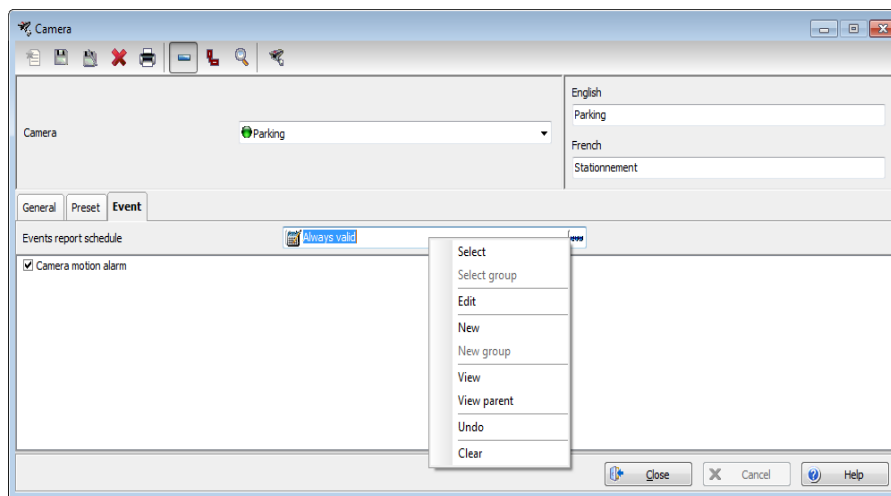 Camera
English
Parking
Camera
Parking
French
Stationnement
General Preset Event
Events report schedule
Always valid
Camera motion alarm
Select
Select group
Edit
New
New group
View
View parent
Undo
Clear
Close Cancel Help